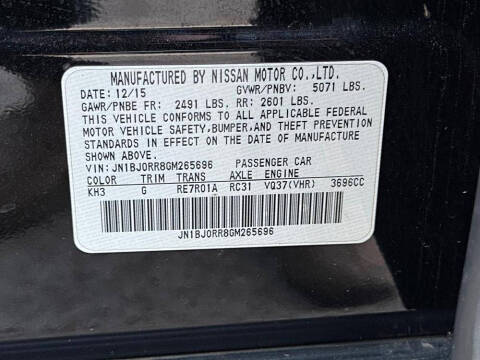 MANUFACTURED BY NISSAN MOTOR CO.,LTD.
DATE: 12/15 GVWR/PNBV: 5071 LBS.
GAWR/PNBE FR: 2491 LBS. RR: 2601 LBS.
THIS VEHICLE CONFORMS TO ALL APPLICABLE FEDERAL
MOTOR VEHICLE SAFETY,BUMPER,AND THEFT PREVENTION
STANDARDS IN EFFECT ON THE DATE OF MANUFACTURE
SHOWN ABOVE.
VIN: JN1BJ0RR8GM265696 PASSENGER CAR
COLOR TRIM TRANS AXLE ENGINE
KH3 G RE7R01A RC31 VQ37(VHR) 3696CC
JN1BJ0RR8GM265696